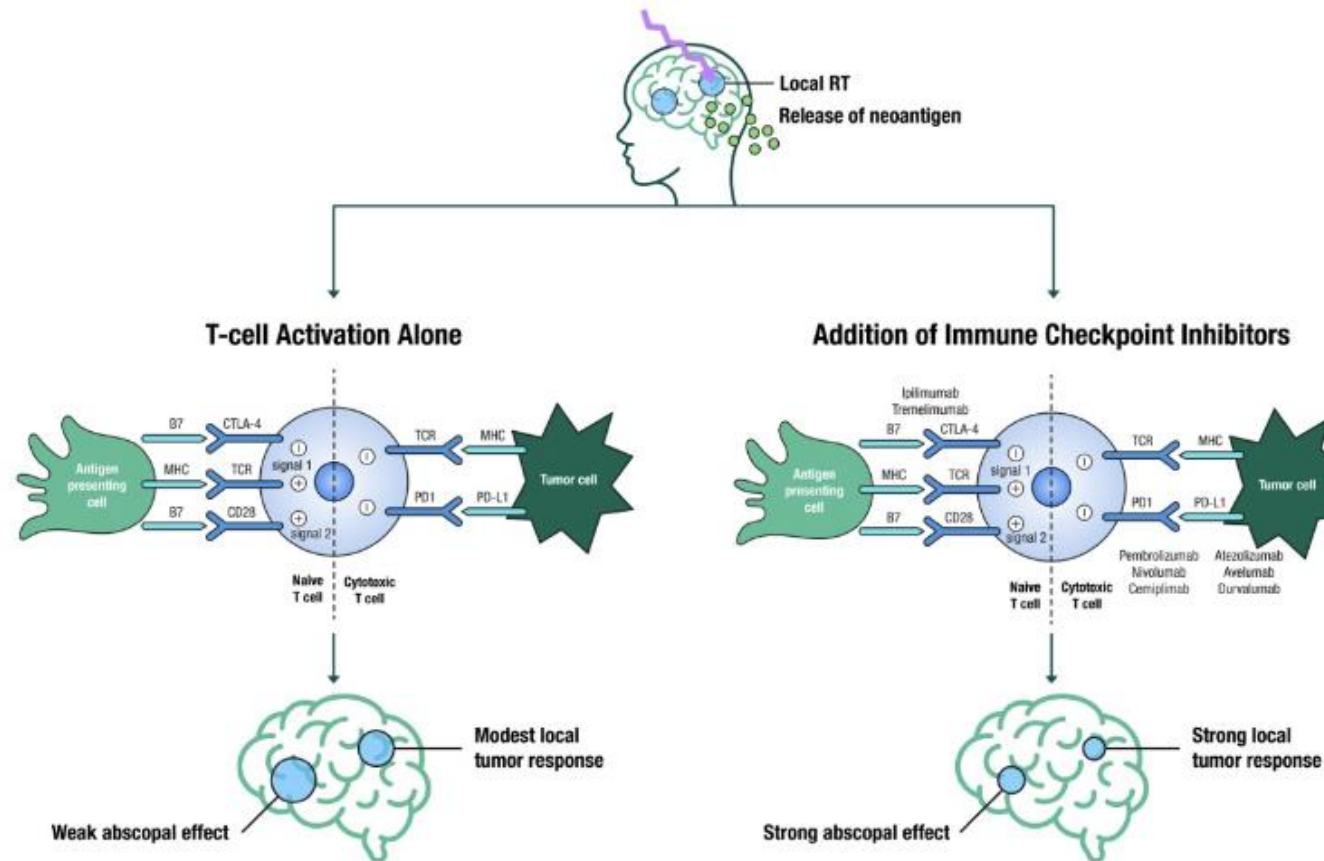 Local RT
Release of neoantigen
T-cell Activation Alone
B7
CTLA-4
MHC
TCR
B7
CD28
Antigen
presenting
cell
signal 1
signal 2
TCR
MHC
PD1
PD-L1
Tumor cell
Naive
T cell
Cytotoxic
T cell
Modest local
tumor response
Weak abscopal effect
Addition of Immune Checkpoint Inhibitors
Ipilimumab
Tremelimumab
B7
CTLA-4
MHC
TCR
B7
CD28
Antigen
presenting
cell
signal 1
signal 2
TCR
MHC
PD1
PD-L1
Tumor cell
Pembrolizumab
Nivolumab
Cemiplimab
Atezolizumab
Avelumab
Durvalumab
Naive
T cell
Cytotoxic
T cell
Strong local
tumor response
Strong abscopal effect